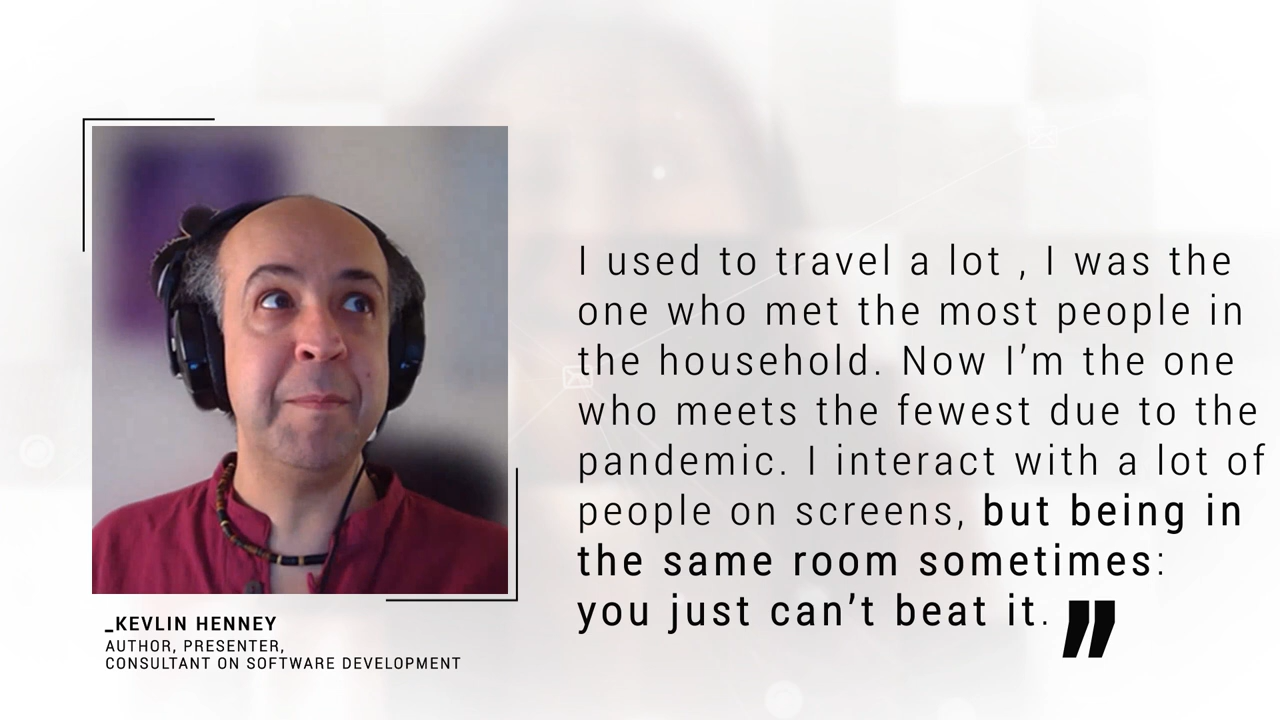 I used to travel a lot , I was the
one who met the most people in
the household. Now I’m the one
who meets the fewest due to the
pandemic. I interact with a lot of
people on screens, but being in
the same room sometimes:
you just can’t beat it. ”
_KEVLIN HENNEY
AUTHOR, PRESENTER,
CONSULTANT ON SOFTWARE DEVELOPMENT